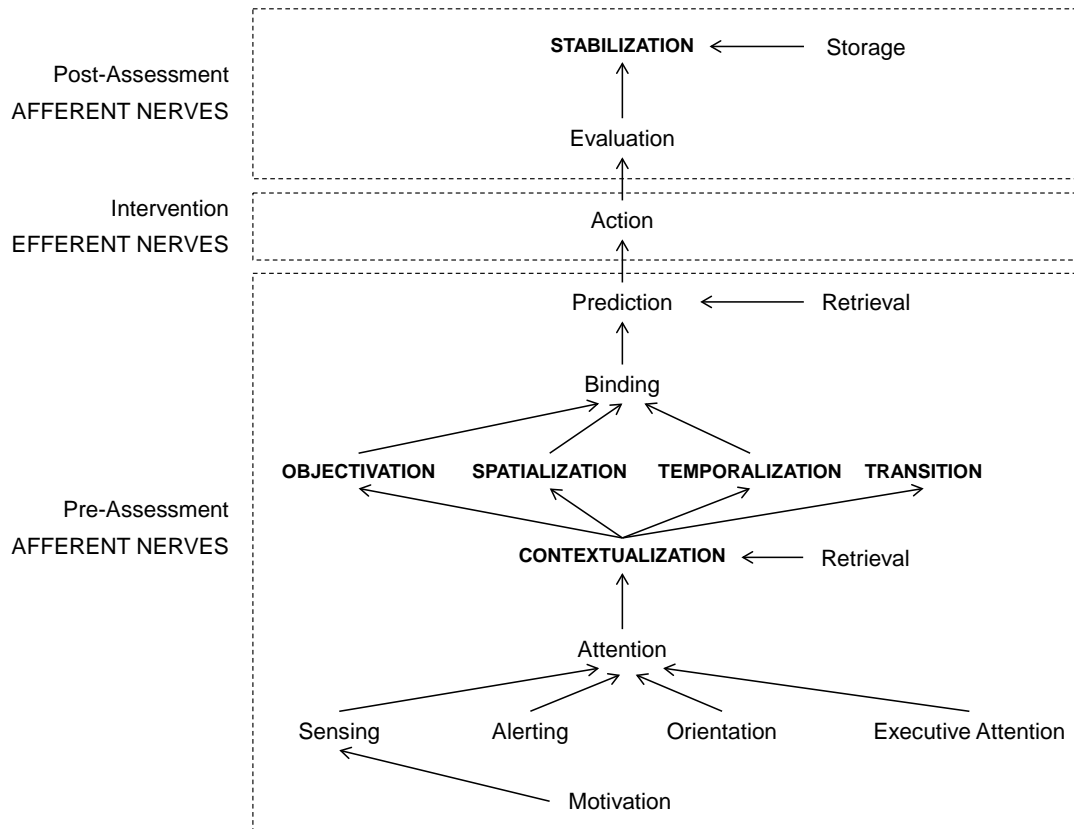 STABILIZATION
Storage
Post-Assessment
AFFERENT NERVES
Evaluation
Intervention
EFFERENT NERVES
Action
Prediction
Retrieval
Binding
OBJECTIVATION
SPATIALIZATION
TEMPORALIZATION
TRANSITION
Pre-Assessment
AFFERENT NERVES
CONTEXTUALIZATION
Retrieval
Attention
Sensing
Alerting
Orientation
Executive Attention
Motivation